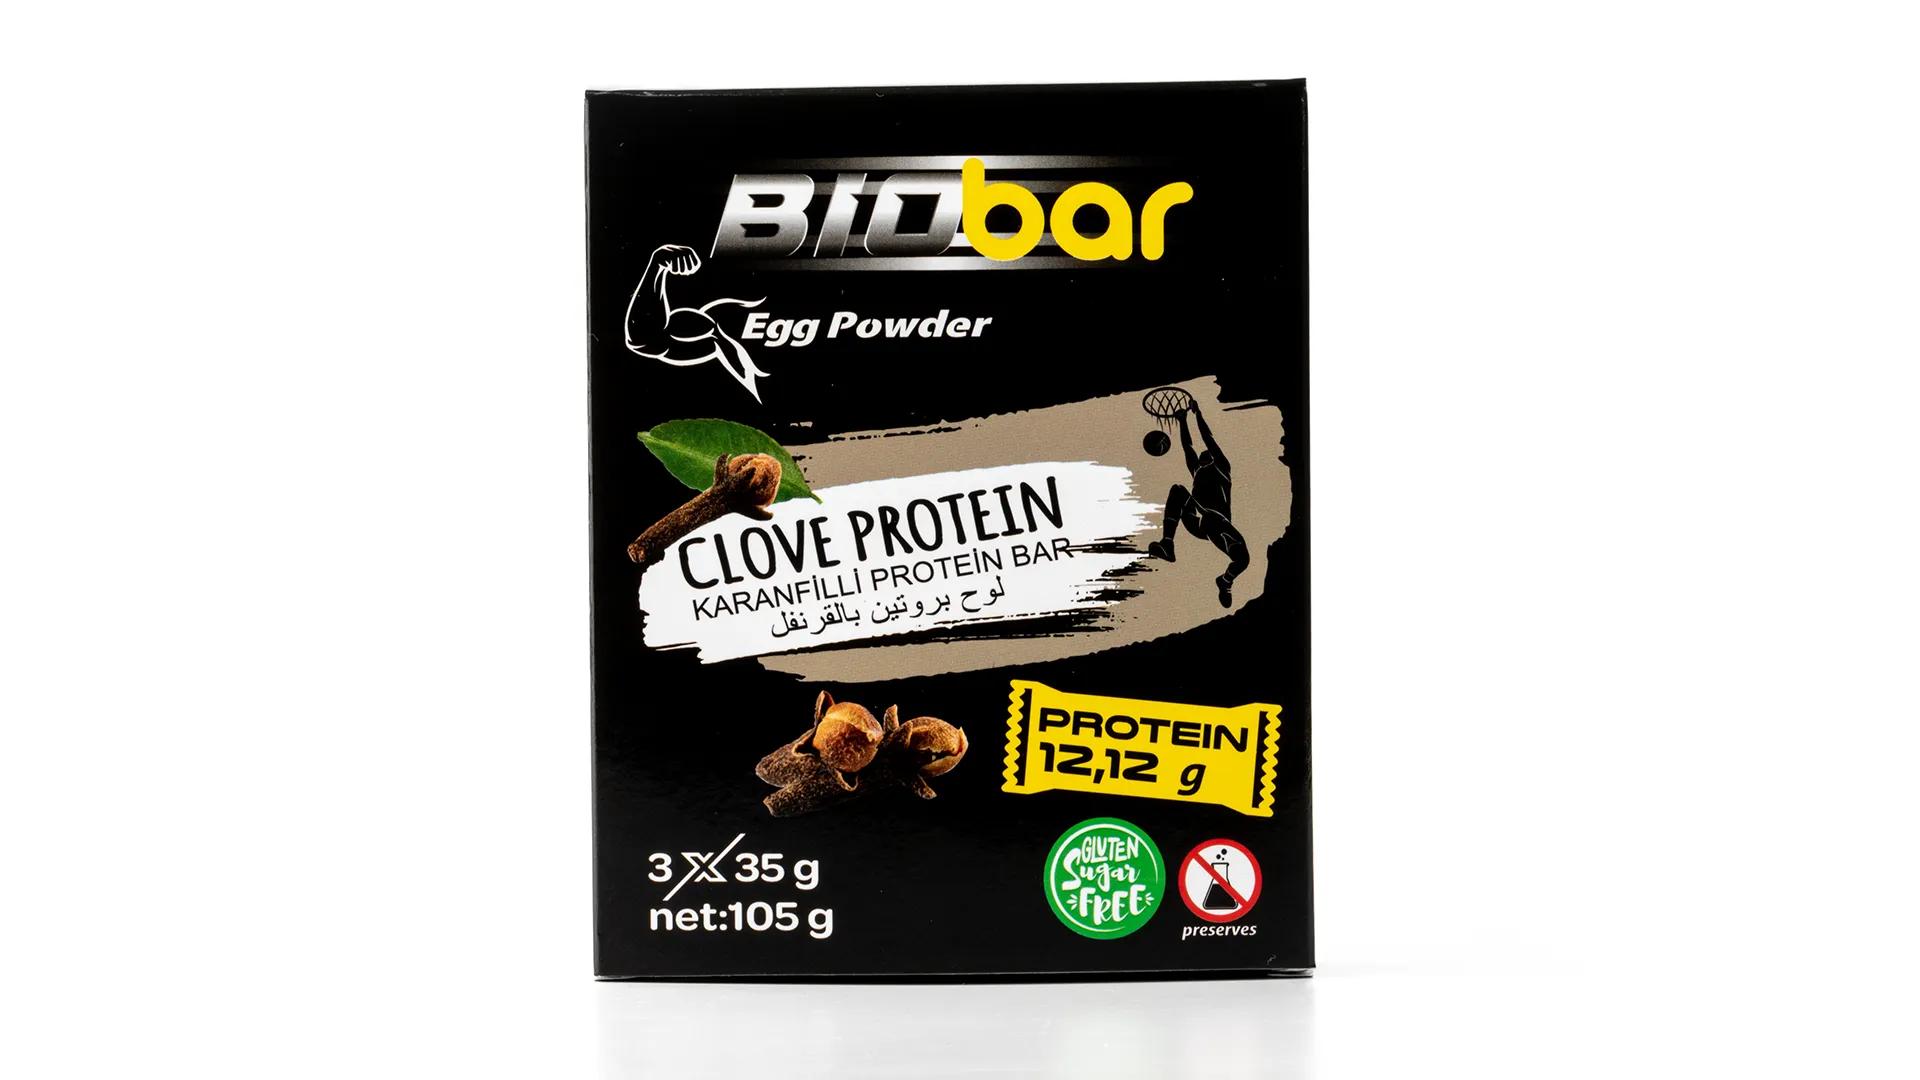 BIObar
Egg Powder
CLOVE PROTEIN
KARANFİLLİ PROTEİN BAR
لوح بروتين بالقرنفل
PROTEIN
12,12 g
3 X 35 g
net:105 g
GLUTEN
Sugar
FREE
preserves